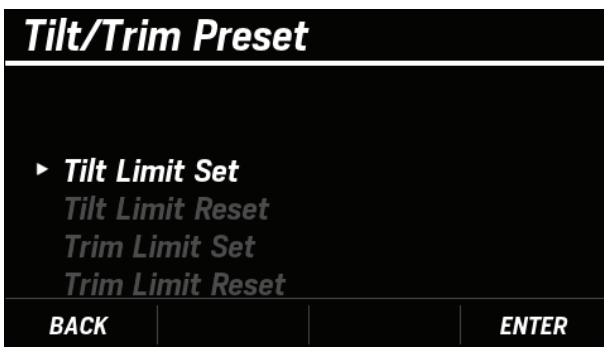 Tilt/Trim Preset
Tilt Limit Set
Tilt Limit Reset
Trim Limit Set
Trim Limit Reset
BACK ENTER